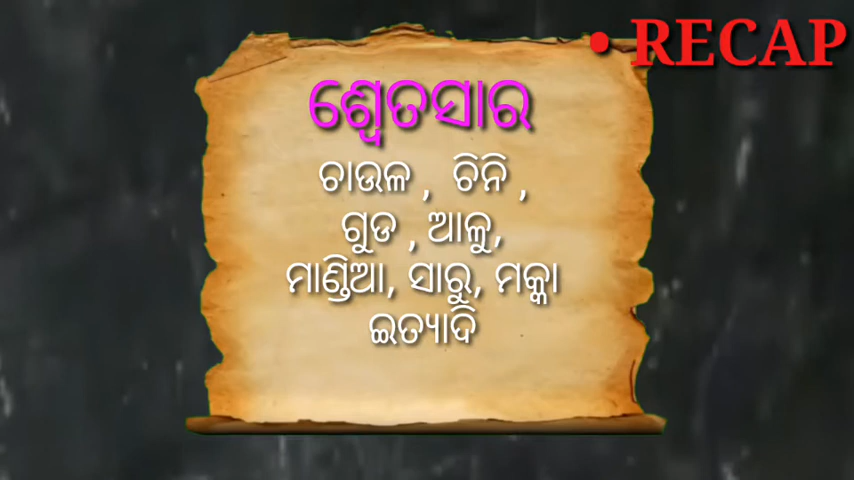 • RECAP
ଶ୍ୱେତସାର
ଚାଉଳ , ଚିନି ,
ଗୁଡ , ଆଳୁ,
ମାଣ୍ଡିଆ, ସାରୁ, ମକ୍କା
ଇତ୍ୟାଦି